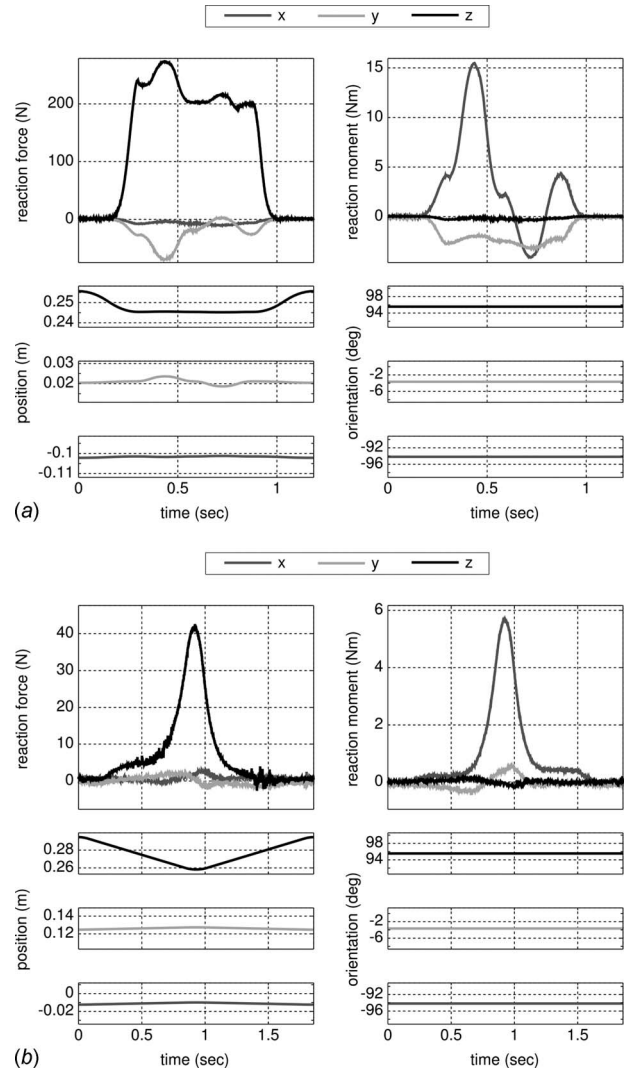 x y z
reaction force (N)
200
100
0
reaction moment (Nm)
15
10
5
0
position (m)
0.25
0.24
0.03
0.02
-0.1
-0.11
orientation (deg)
98
94
-2
-6
-92
-96
0 0.5 1
time (sec)
0 0.5 1
time (sec)
(a)
x y z
reaction force (N)
40
30
20
10
0
reaction moment (Nm)
6
4
2
0
position (m)
0.28
0.26
0.14
0.12
0
-0.02
orientation (deg)
98
94
-2
-6
-92
-96
0 0.5 1 1.5
time (sec)
0 0.5 1 1.5
time (sec)
(b)